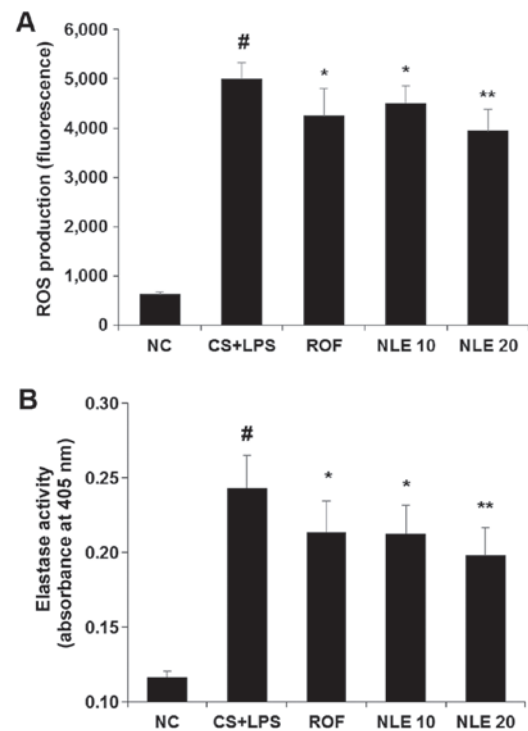 A
ROS production (fluorescence)
6,000
5,000
4,000
3,000
2,000
1,000
0
#
*
*
**
NC CS+LPS ROF NLE 10 NLE 20
B
Elastase activity
(absorbance at 405 nm)
0.30
0.25
0.20
0.15
0.10
#
*
*
**
NC CS+LPS ROF NLE 10 NLE 20